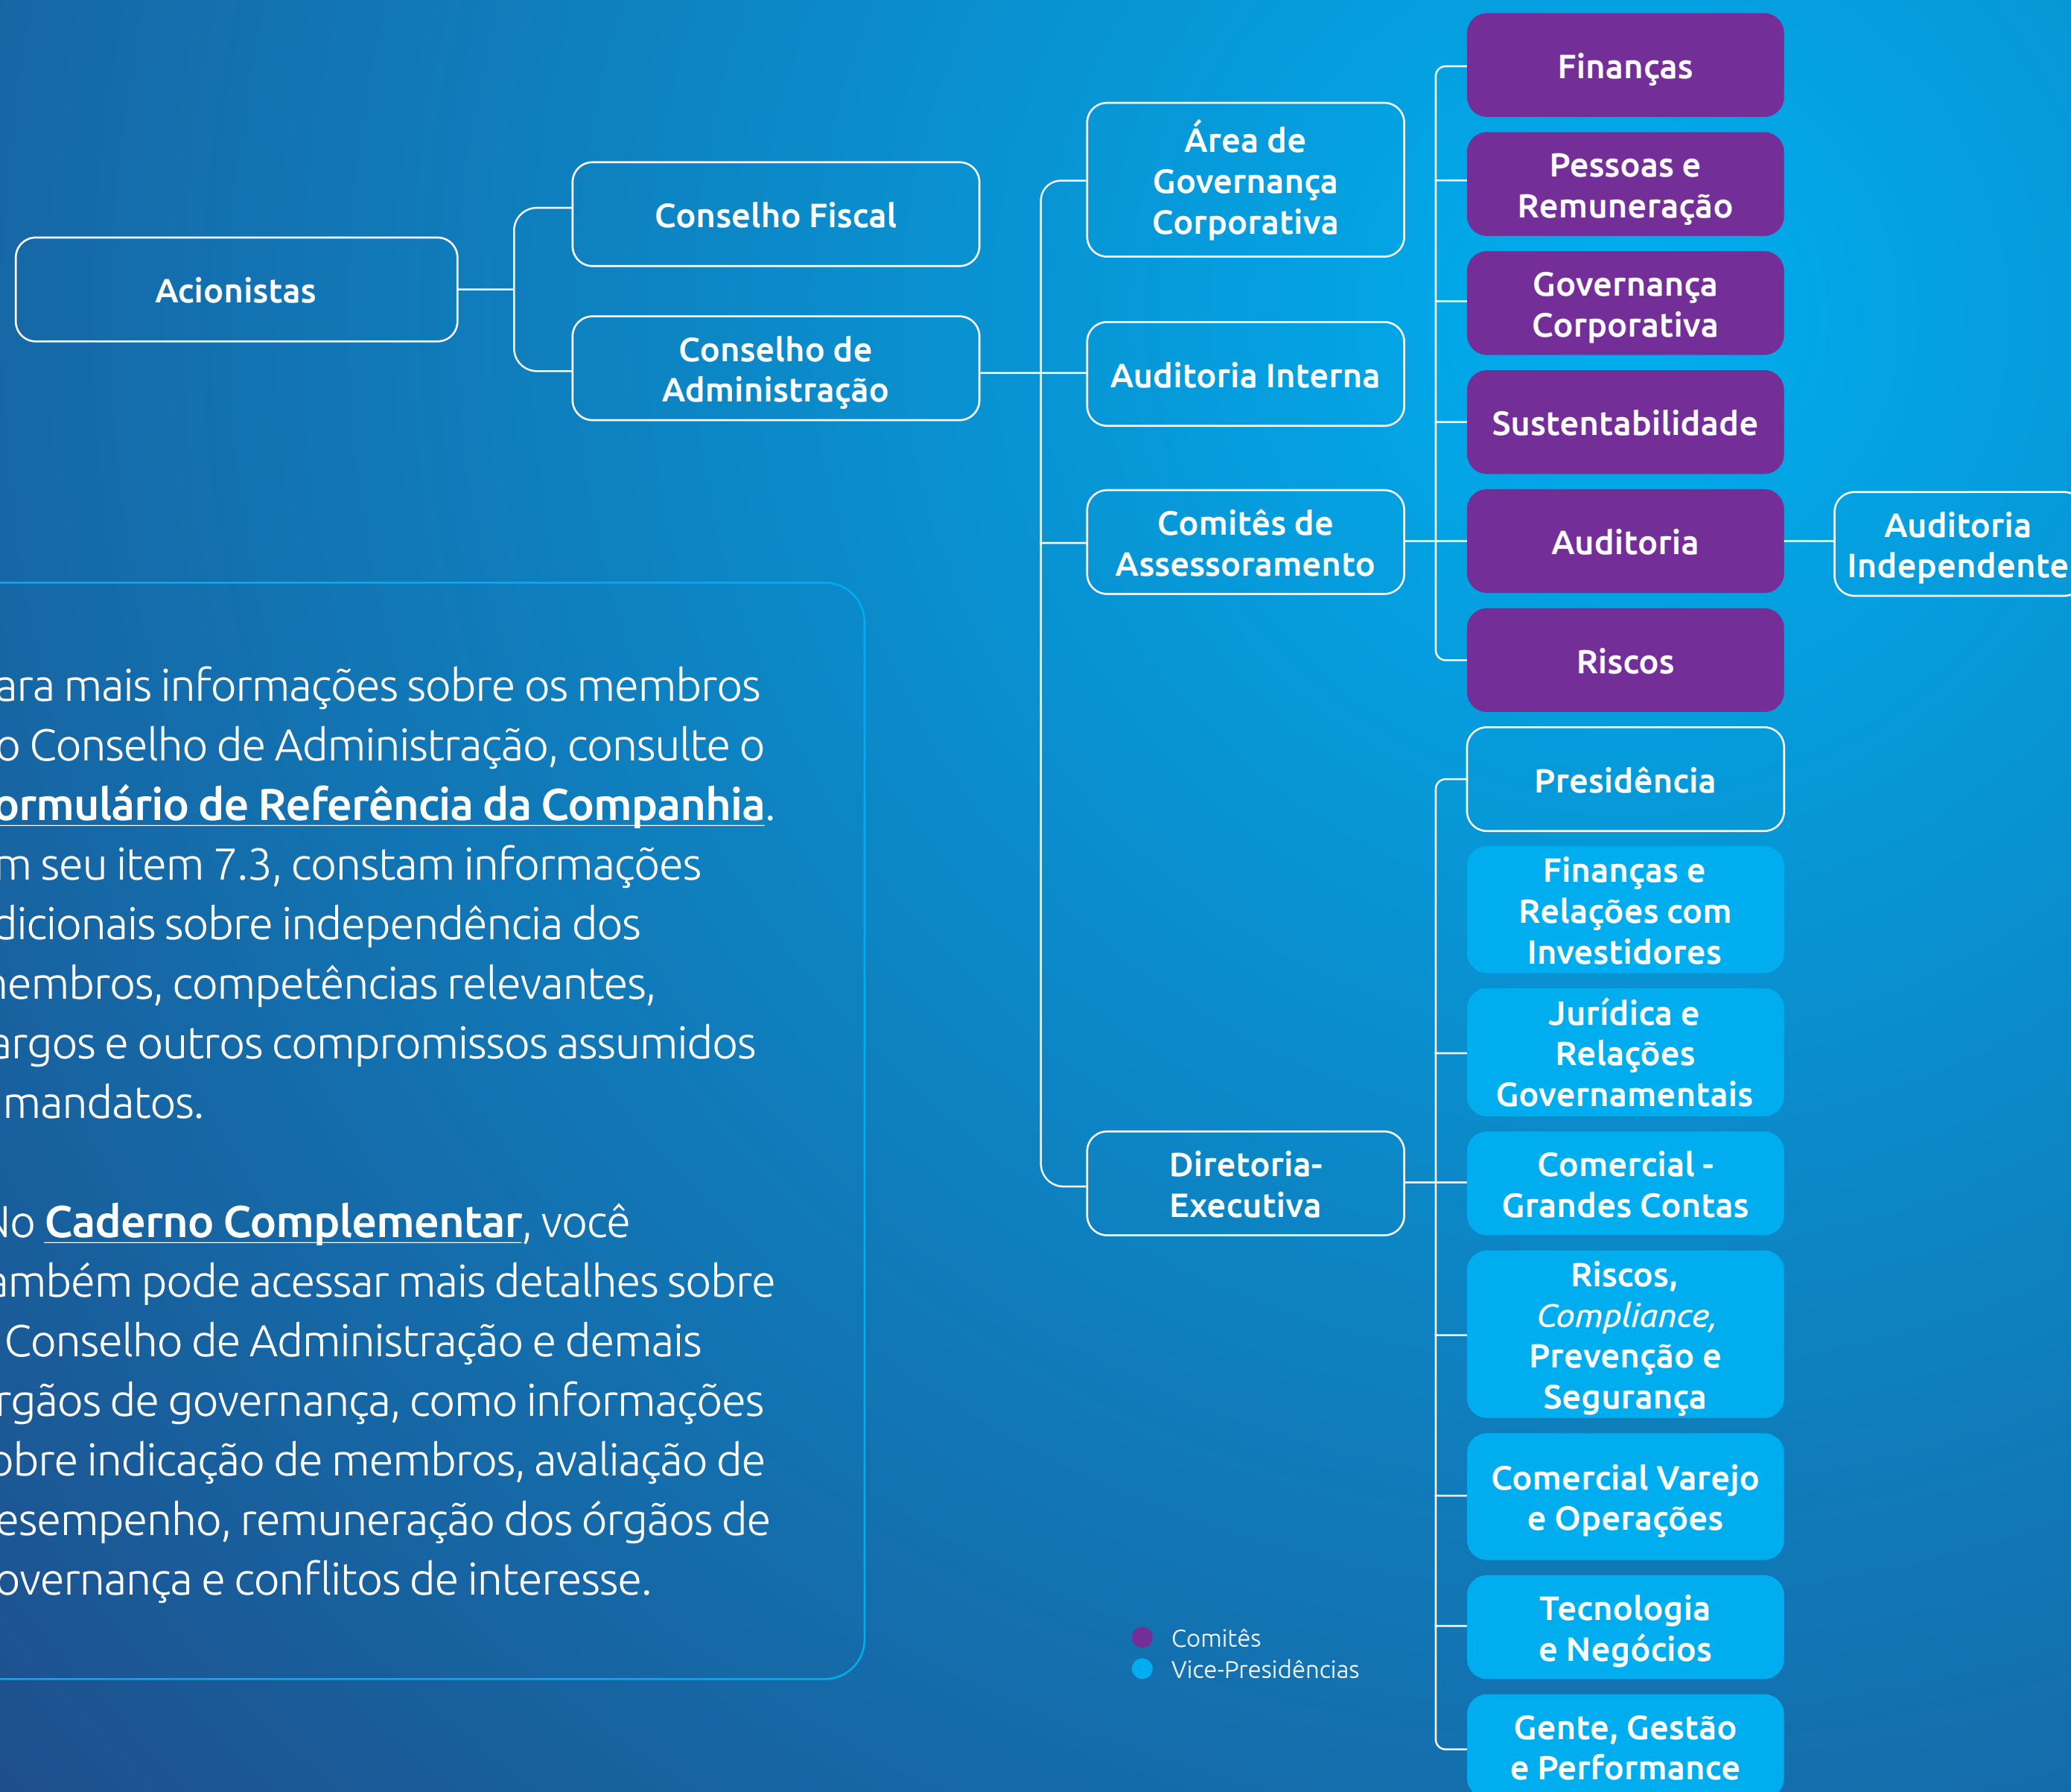 Acionistas
Conselho Fiscal
Conselho de
Administração
Área de
Governança
Corporativa
Auditoria Interna
Comitês de
Assessoramento
Diretoria-
Executiva
Finanças
Pessoas e
Remuneração
Governança
Corporativa
Sustentabilidade
Auditoria
Riscos
Auditoria
Independente
Presidência
Finanças e
Relações com
Investidores
Jurídica e
Relações
Governamentais
Comercial -
Grandes Contas
Riscos,
Compliance,
Prevenção e
Segurança
Comercial Varejo
e Operações
Tecnologia
e Negócios
Gente, Gestão
e Performance
ara mais informações sobre os membros
o Conselho de Administração, consulte o
ormulário de Referência da Companhia.
m seu item 7.3, constam informações
dicionais sobre independência dos
nembros, competências relevantes,
argos e outros compromissos assumidos
mandatos.
No Caderno Complementar, você
ambém pode acessar mais detalhes sobre
Conselho de Administração e demais
rgãos de governança, como informações
obre indicação de membros, avaliação de
esempenho, remuneração dos órgãos de
overnança e conflitos de interesse.
Comitês
Vice-Presidências